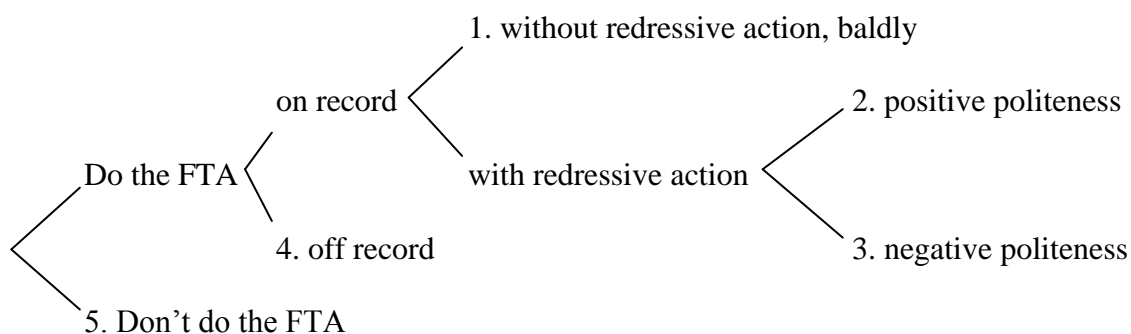 1. without redressive action, baldly
on record
2. positive politeness
Do the FTA
with redressive action
4. off record
3. negative politeness
5. Don’t do the FTA